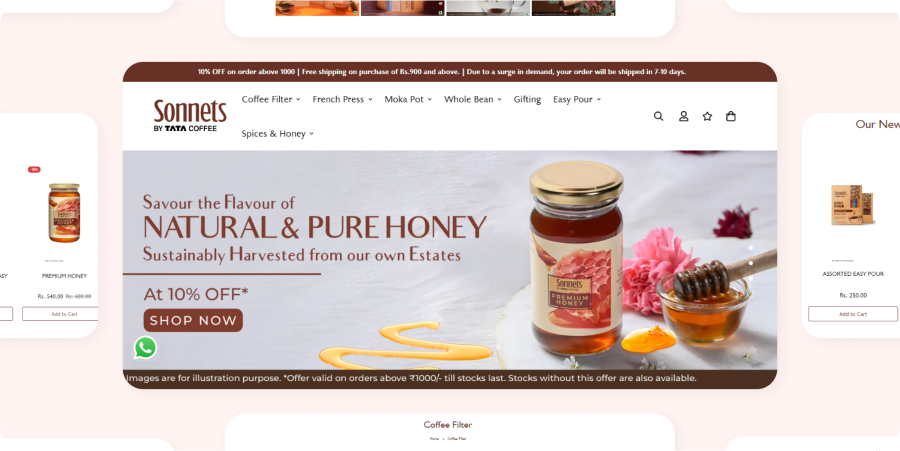 10% OFF on order above 1000 | Free shipping on purchase of Rs.900 and above. | Due to a surge in demand, your order will be shipped in 7-10 days.
Sonnets
BY TATA COFFEE
Coffee Filter
French Press
Moka Pot
Whole Bean
Gifting
Easy Pour
Spices & Honey
Savour the Flavour of
NATURAL & PURE HONEY
Sustainably Harvested from our own Estates
At 10% OFF*
SHOP NOW
Sonnets
PREMIUM
HONEY
Images are for illustration purpose. *Offer valid on orders above ₹1000/- till stocks last. Stocks without this offer are also available.
PREMIUM HONEY
Rs. 540.00 Rs. 600.00
Add to Cart
Our New
ASSORTED EASY POUR
Rs. 250.00
Add to Cart
Coffee Filter
Home
Coffee Filter